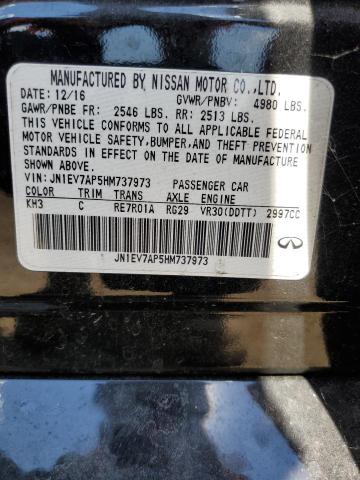 MANUFACTURED BY NISSAN MOTOR CO.,LTD.
DATE: 12/16 GVWR/PNBV: 4980 LBS.
GAWR/PNBE FR: 2546 LBS. RR: 2513 LBS.
THIS VEHICLE CONFORMS TO ALL APPLICABLE FEDERAL
MOTOR VEHICLE SAFETY, BUMPER, AND THEFT PREVENTION
STANDARDS IN EFFECT ON THE DATE OF MANUFACTURE
SHOWN ABOVE.
VIN: JN1EV7AP5HM737973 PASSENGER CAR
COLOR TRIM TRANS AXLE ENGINE
KH3 C RE7R01A RG29 VR30(DDTT) 2997CC
JN1EV7AP5HM737973